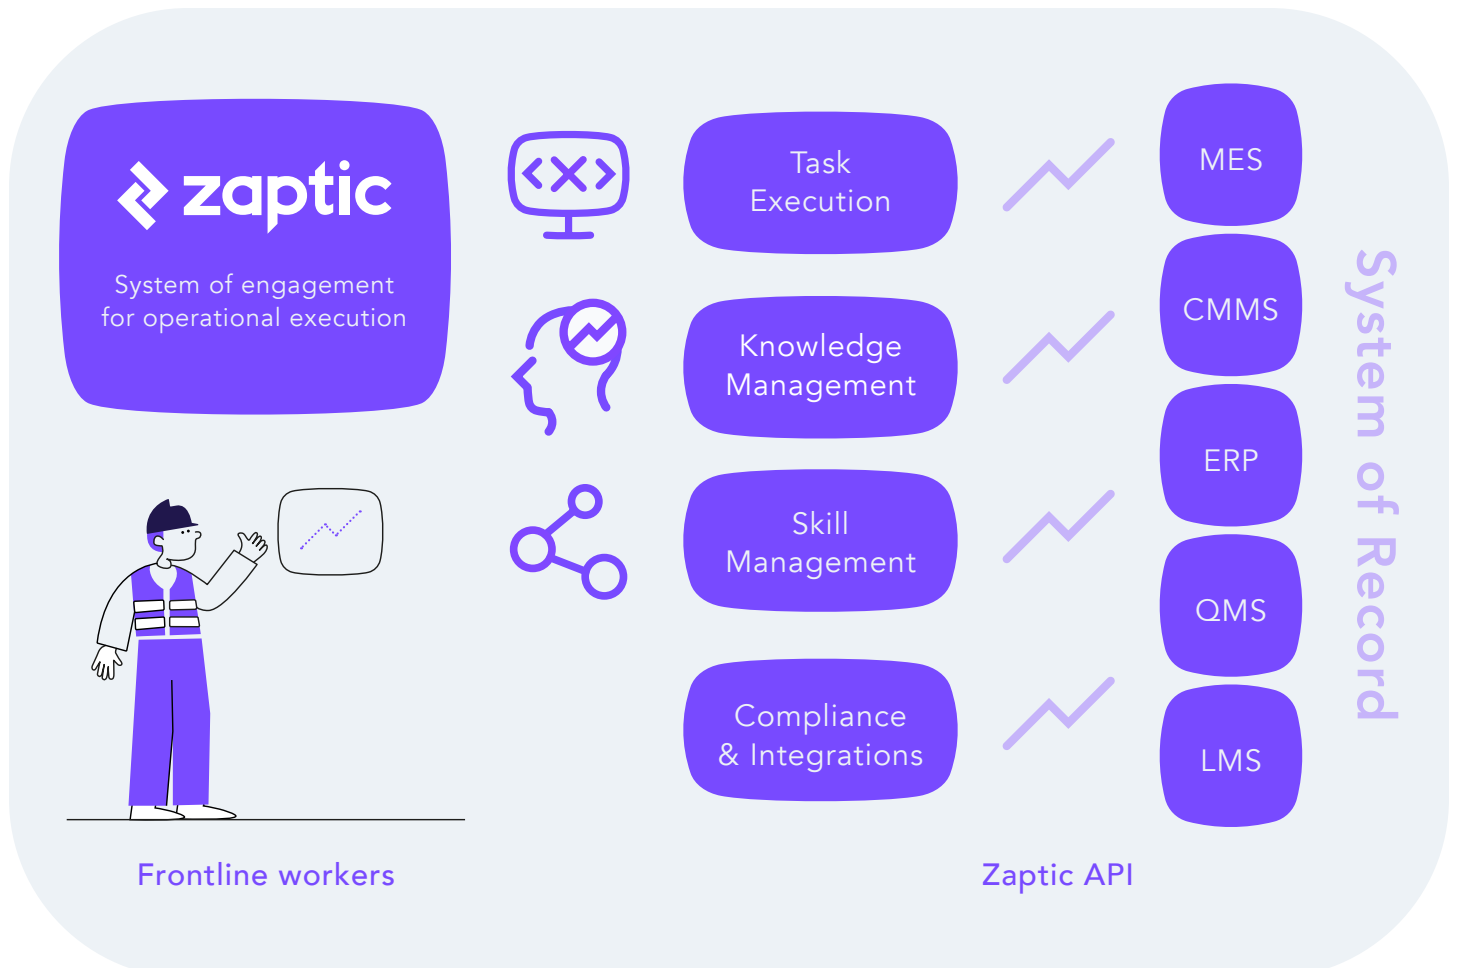 zaptic
System of engagement
for operational execution
Task
Execution
Knowledge
Management
Skill
Management
Compliance
& Integrations
MES
CMMS
ERP
QMS
LMS
System of Record
Frontline workers
Zaptic API